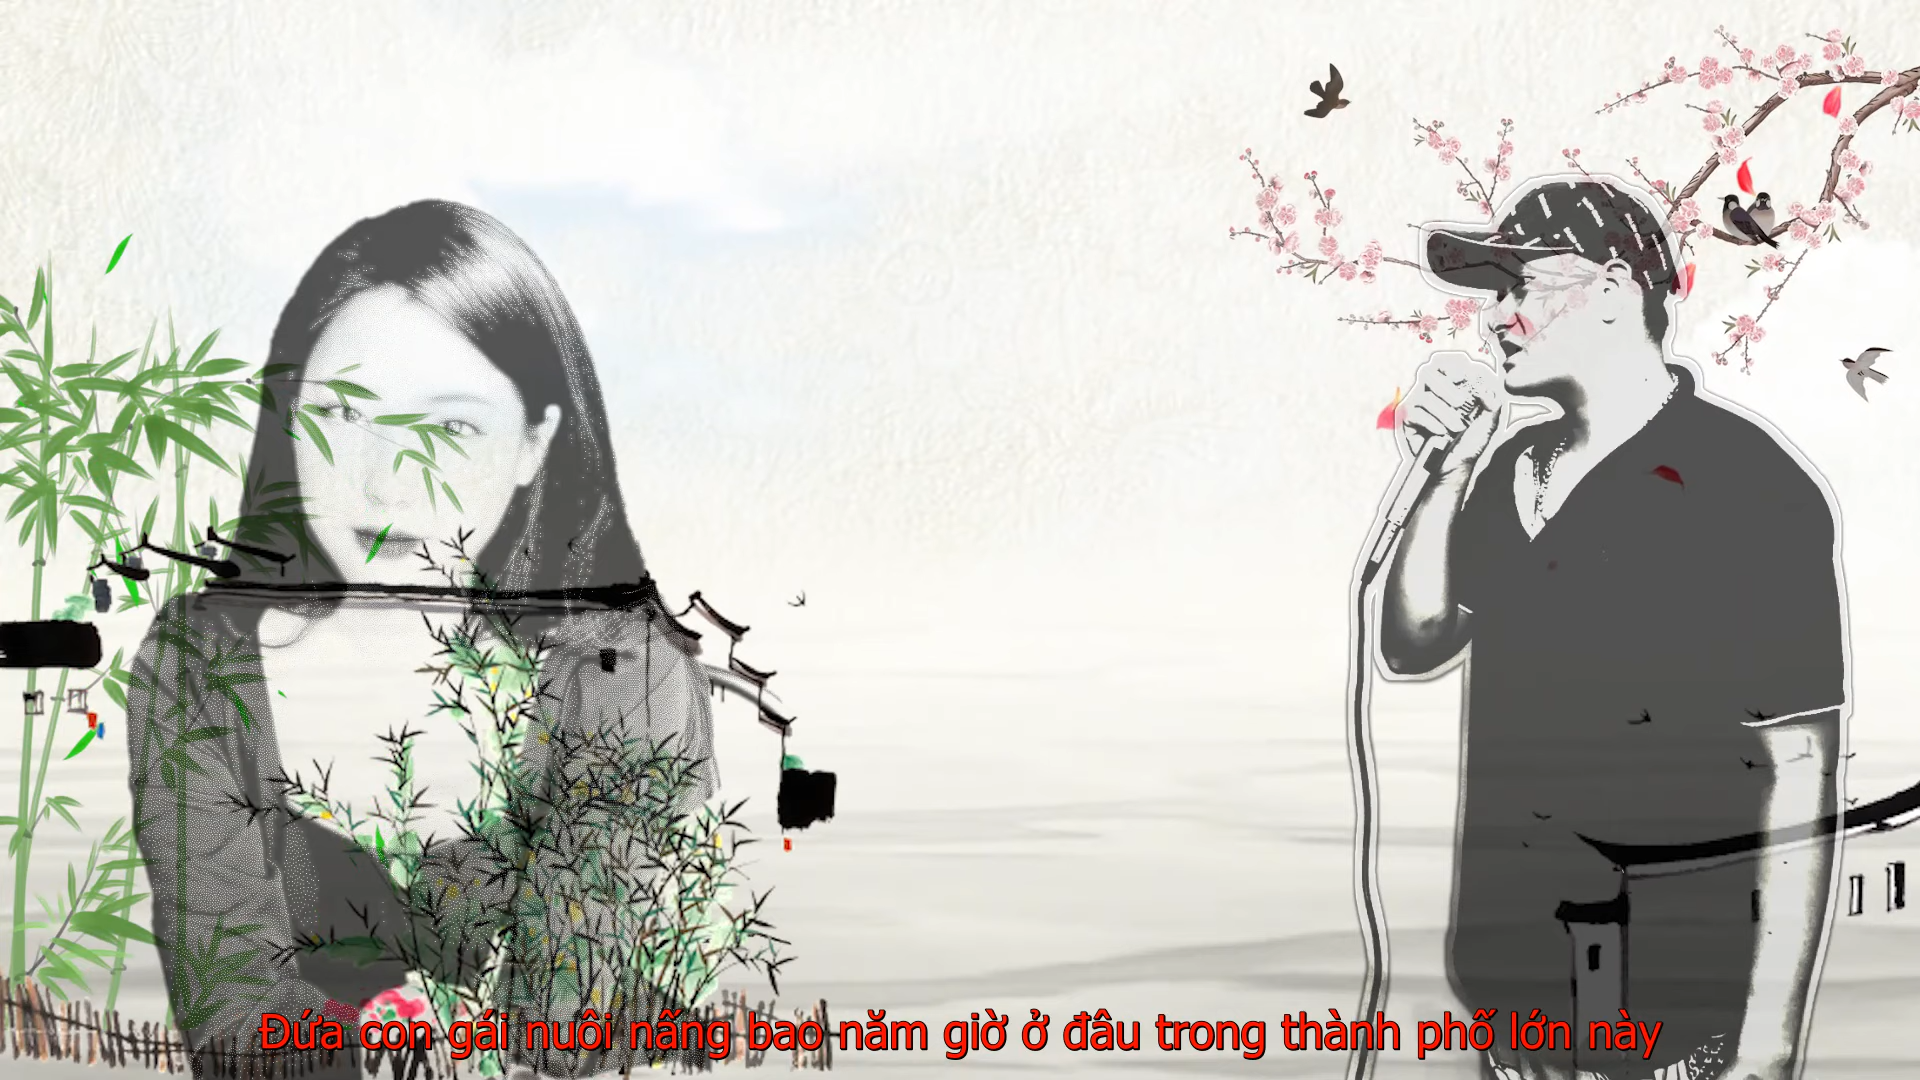 Đứa con gái nuôi nấng bao năm giờ ở đâu trong thành phố lớn này